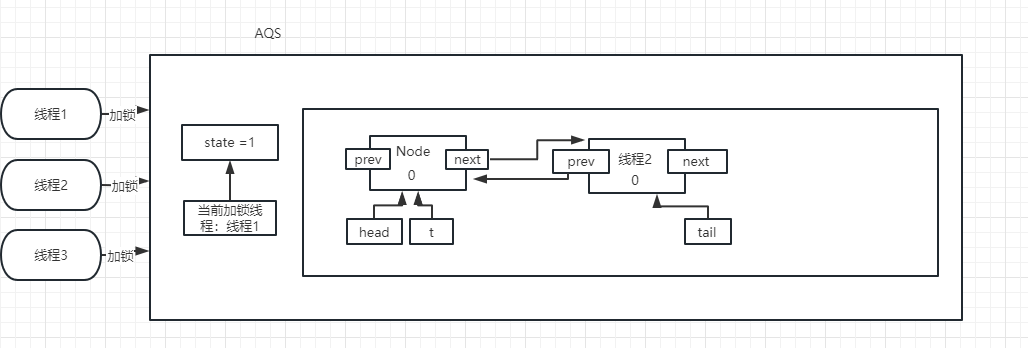 AQS
线程1
加锁
线程2
加锁
线程3
加锁
state =1
当前加锁线
程：线程1
prev
Node
0
next
head
t
prev
线程2
0
next
tail